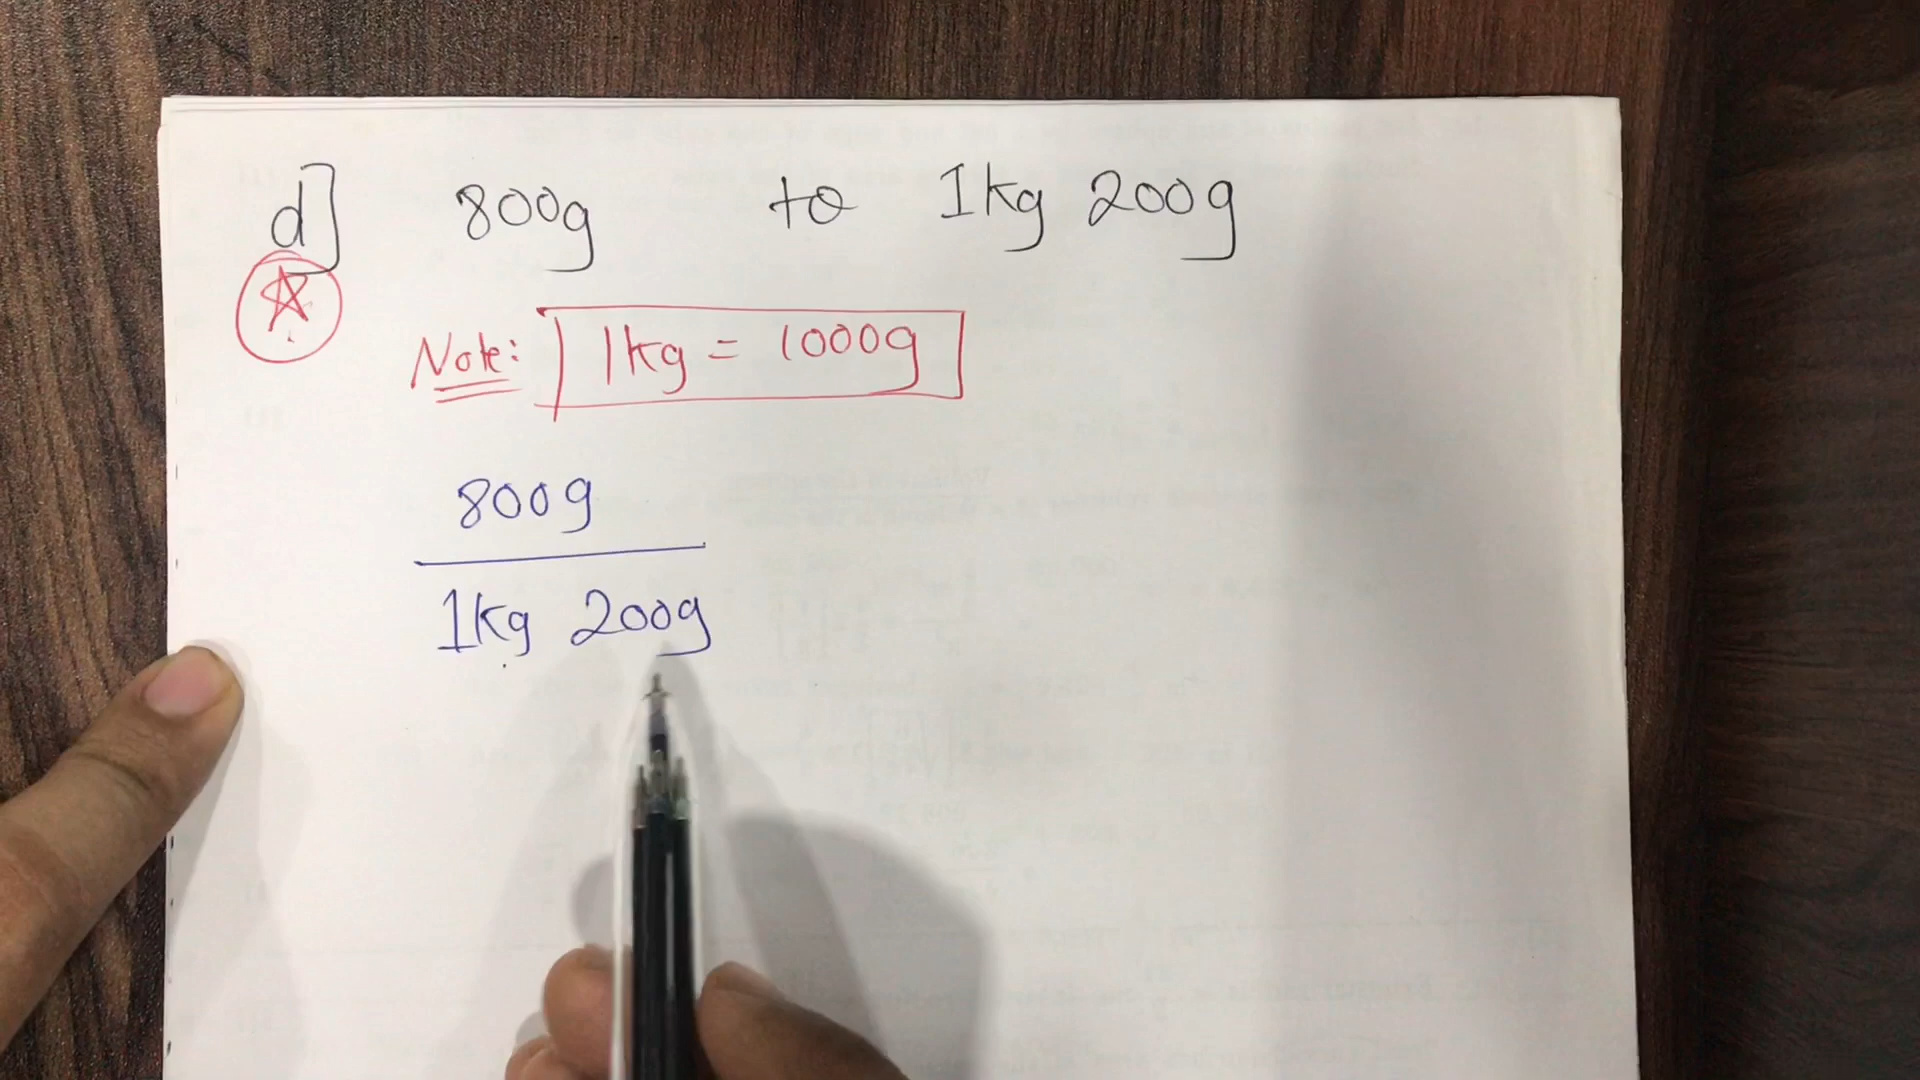 d] 800g to 1kg 200g
Note: 1kg = 1000g
800g
1kg 200g